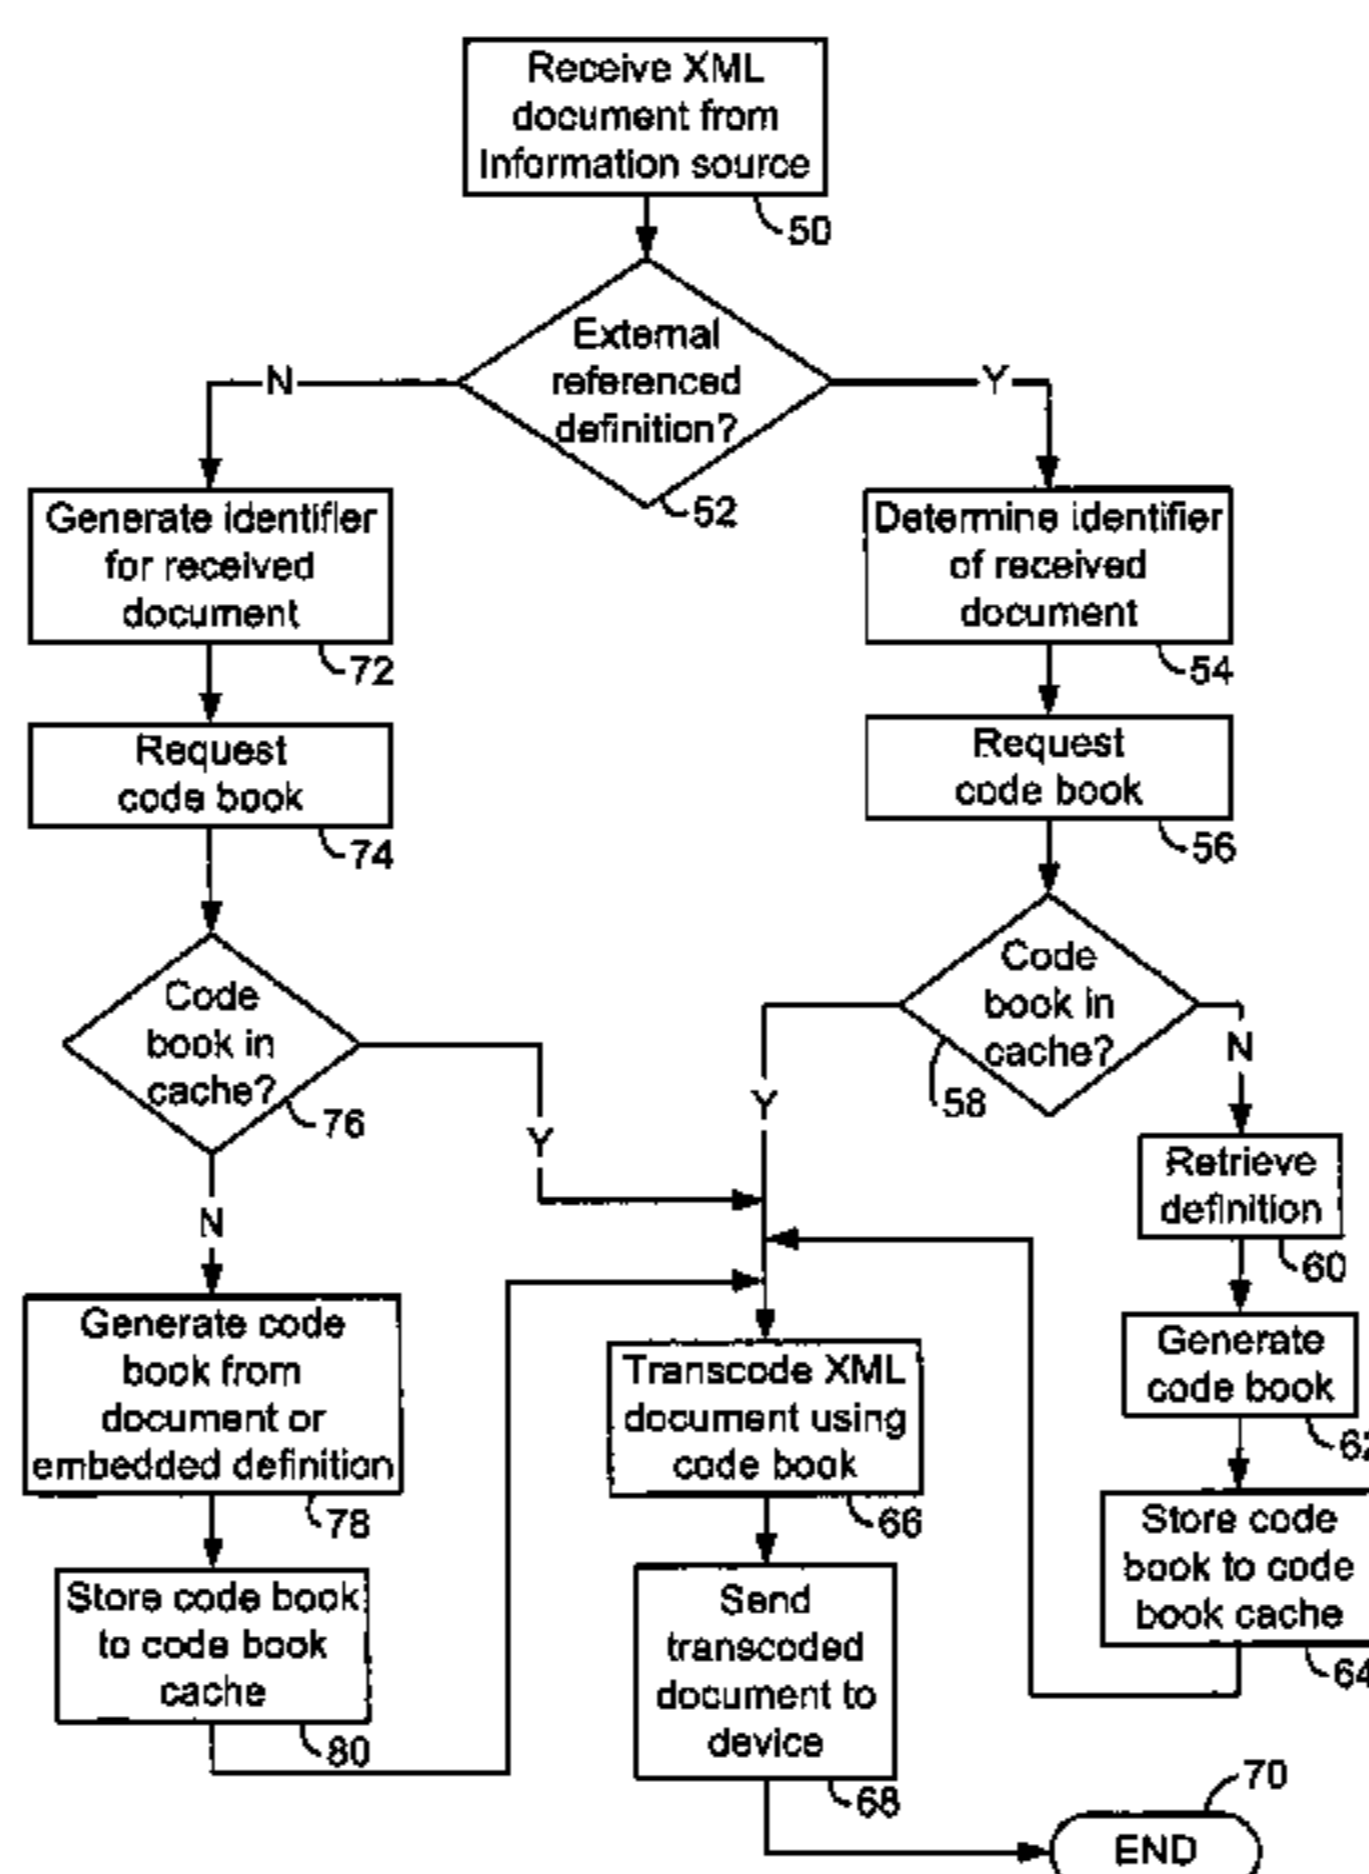 Receive XML
document from
Information source
50
External
referenced
definition?
52
N
Y
Generate identifier
for received
document
72
Determine identifier
of received
document
54
Request
code book
74
Request
code book
56
Code
book in
cache?
76
Code
book in
cache?
58
Y
N
Y
N
Retrieve
definition
60
Generate code
book from
document or
embedded definition
78
Transcode XML
document using
code book
66
Generate
code book
62
Store code
book to code
book cache
64
Store code book
to code book
cache
80
Send
transcoded
document to
device
68
70
END